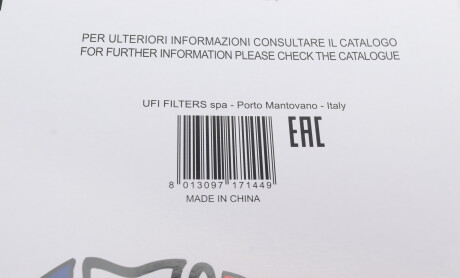 PER ULTERIORI INFORMAZIONI CONSULTARE IL CATALOGO
FOR FURTHER INFORMATION PLEASE CHECK THE CATALOGUE
UFI FILTERS spa - Porto Mantovano - Italy
EAC
8 013097 171449
MADE IN CHINA